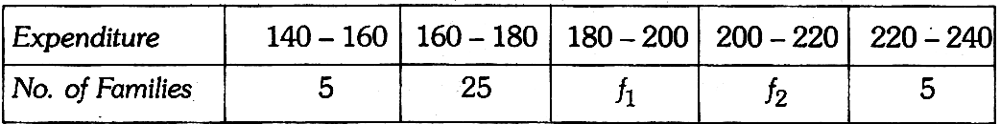 Expenditure 140 – 160 160 – 180 180 – 200 200 – 220 220 – 240
No. of Families 5 25 f₁ f₂ 5